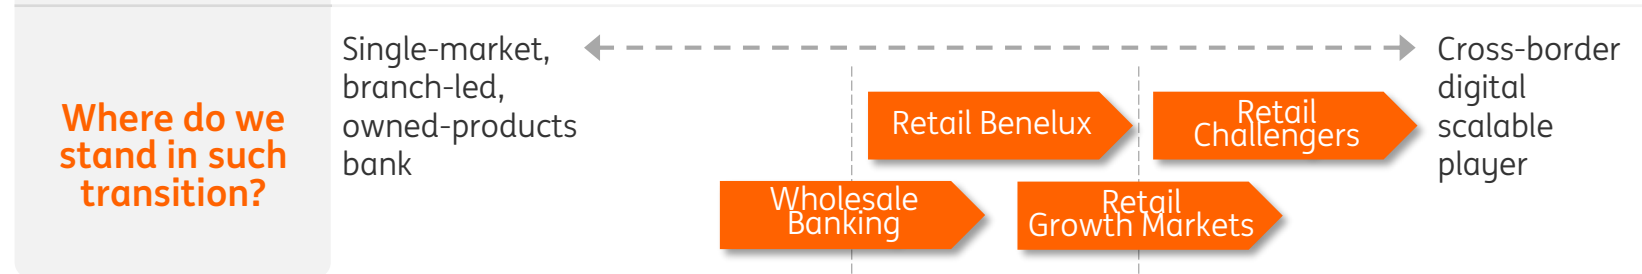 Where do we
stand in such
transition?
Single-market,
branch-led,
owned-products
bank
Retail Benelux
Retail
Challengers
Wholesale
Banking
Retail
Growth Markets
Cross-border
digital
scalable
player